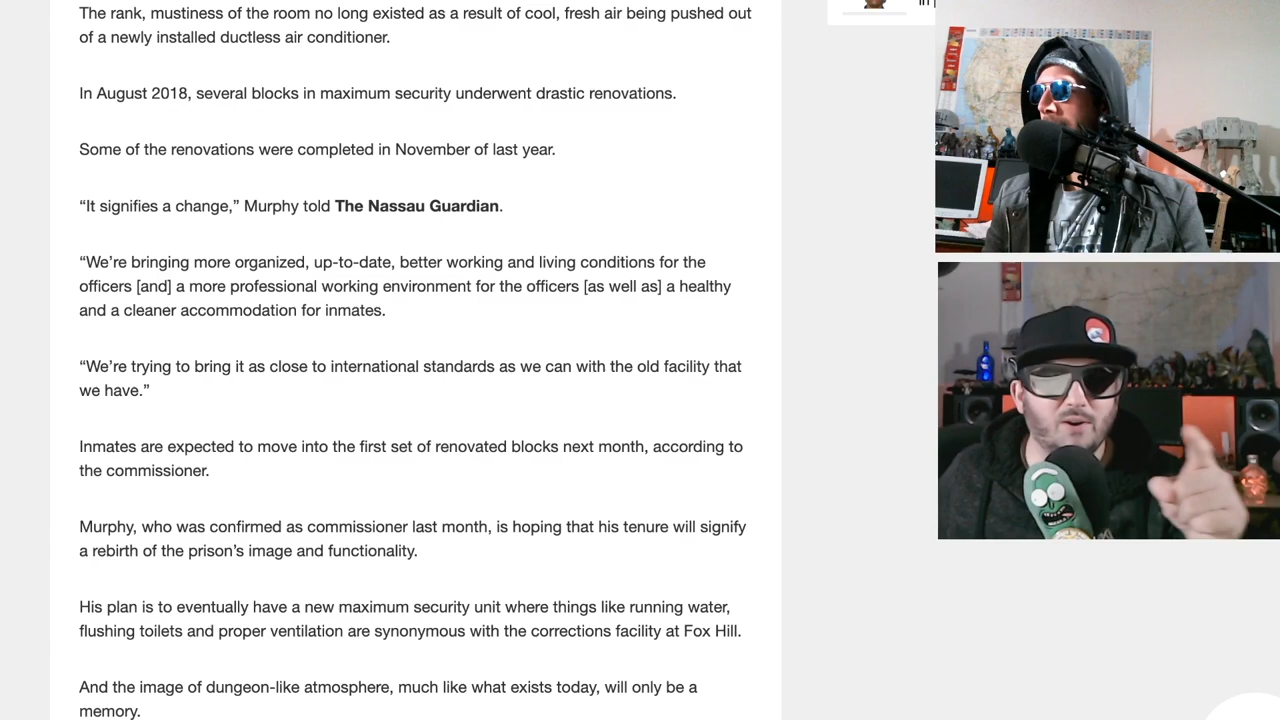 The rank, mustiness of the room no long existed as a result of cool, fresh air being pushed out
of a newly installed ductless air conditioner.
In August 2018, several blocks in maximum security underwent drastic renovations.
Some of the renovations were completed in November of last year.
“It signifies a change,” Murphy told The Nassau Guardian.
“We’re bringing more organized, up-to-date, better working and living conditions for the
officers [and] a more professional working environment for the officers [as well as] a healthy
and a cleaner accommodation for inmates.
“We’re trying to bring it as close to international standards as we can with the old facility that
we have.”
Inmates are expected to move into the first set of renovated blocks next month, according to
the commissioner.
Murphy, who was confirmed as commissioner last month, is hoping that his tenure will signify
a rebirth of the prison’s image and functionality.
His plan is to eventually have a new maximum security unit where things like running water,
flushing toilets and proper ventilation are synonymous with the corrections facility at Fox Hill.
And the image of dungeon-like atmosphere, much like what exists today, will only be a
memory.